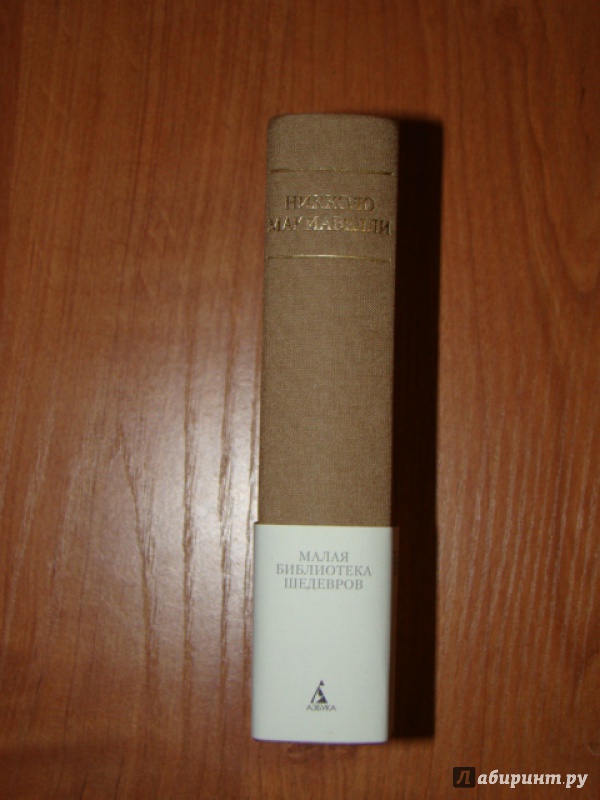 НИККОЛО
МАКИАВЕЛЛИ
МАЛАЯ
БИБЛИОТЕКА
ШЕДЕВРОВ
АЗБУКА
Лабиринт.ру